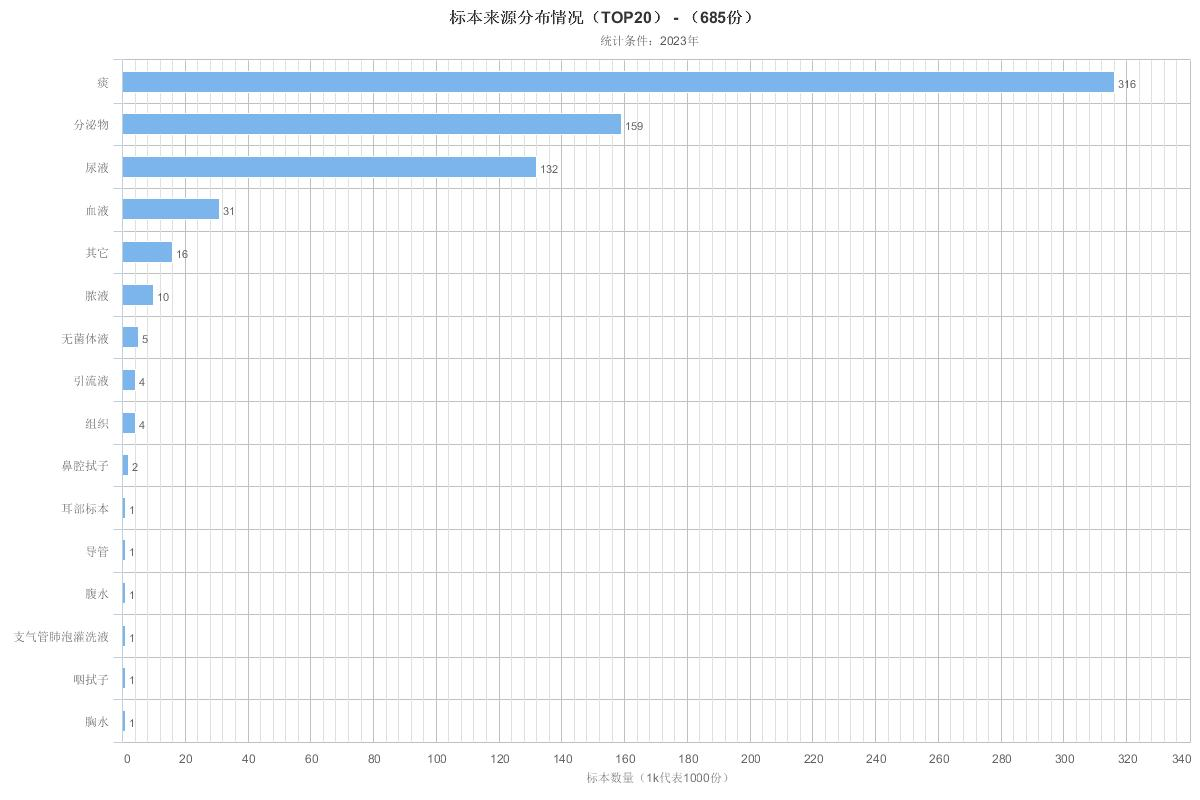 标本来源分布情况（TOP20） - （685份）
统计条件：2023年
痰 316
分泌物 159
尿液 132
血液 31
其它 16
脓液 10
无菌体液 5
引流液 4
组织 4
鼻腔拭子 2
耳部标本 1
导管 1
腹水 1
支气管肺泡灌洗液 1
咽拭子 1
胸水 1
0 20 40 60 80 100 120 140 160 180 200 220 240 260 280 300 320 340
标本数量（1k代表1000份）